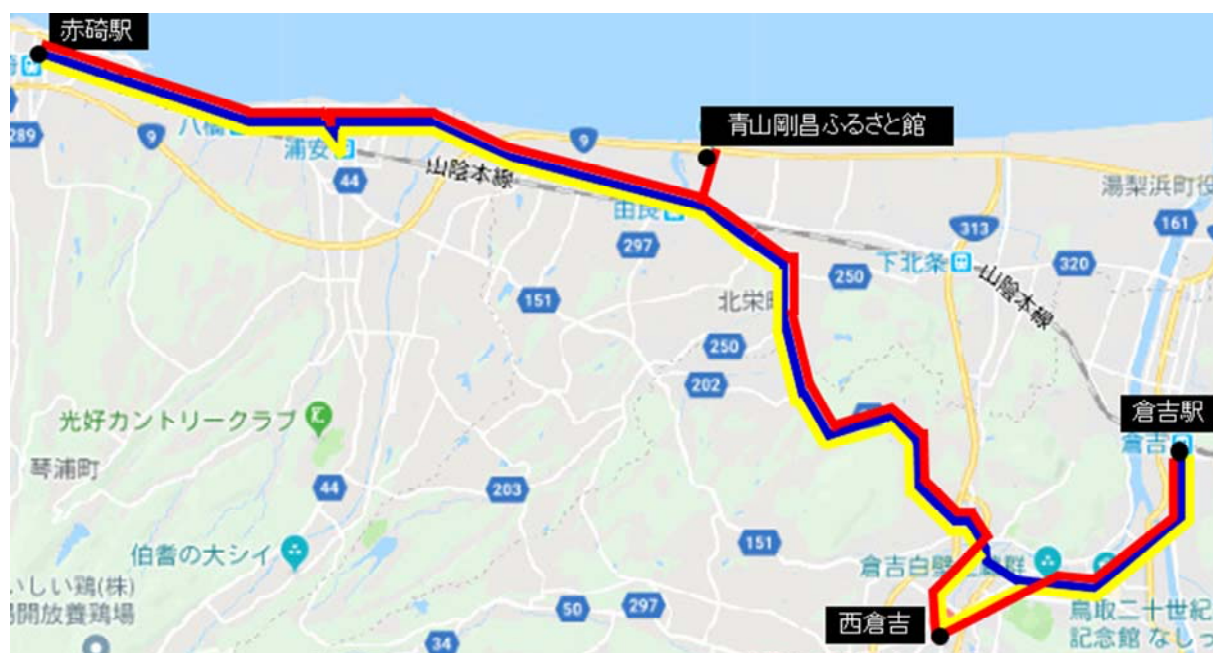 赤碕駅
289
9
八橋
浦安
44
山陰本線
9
青山剛昌ふるさと館
湯梨浜町役
161
313
由良
297
下北条
320
山陰本線
250
151
北栄町
250
202
倉吉駅
倉吉
光好カントリークラブ
琴浦町
44
203
伯耆の大シイ
151
倉吉白壁土蔵群
いしい鶏(株)
開放養鶏場
50
297
34
西倉吉
鳥取二十世紀
記念館 なしっ